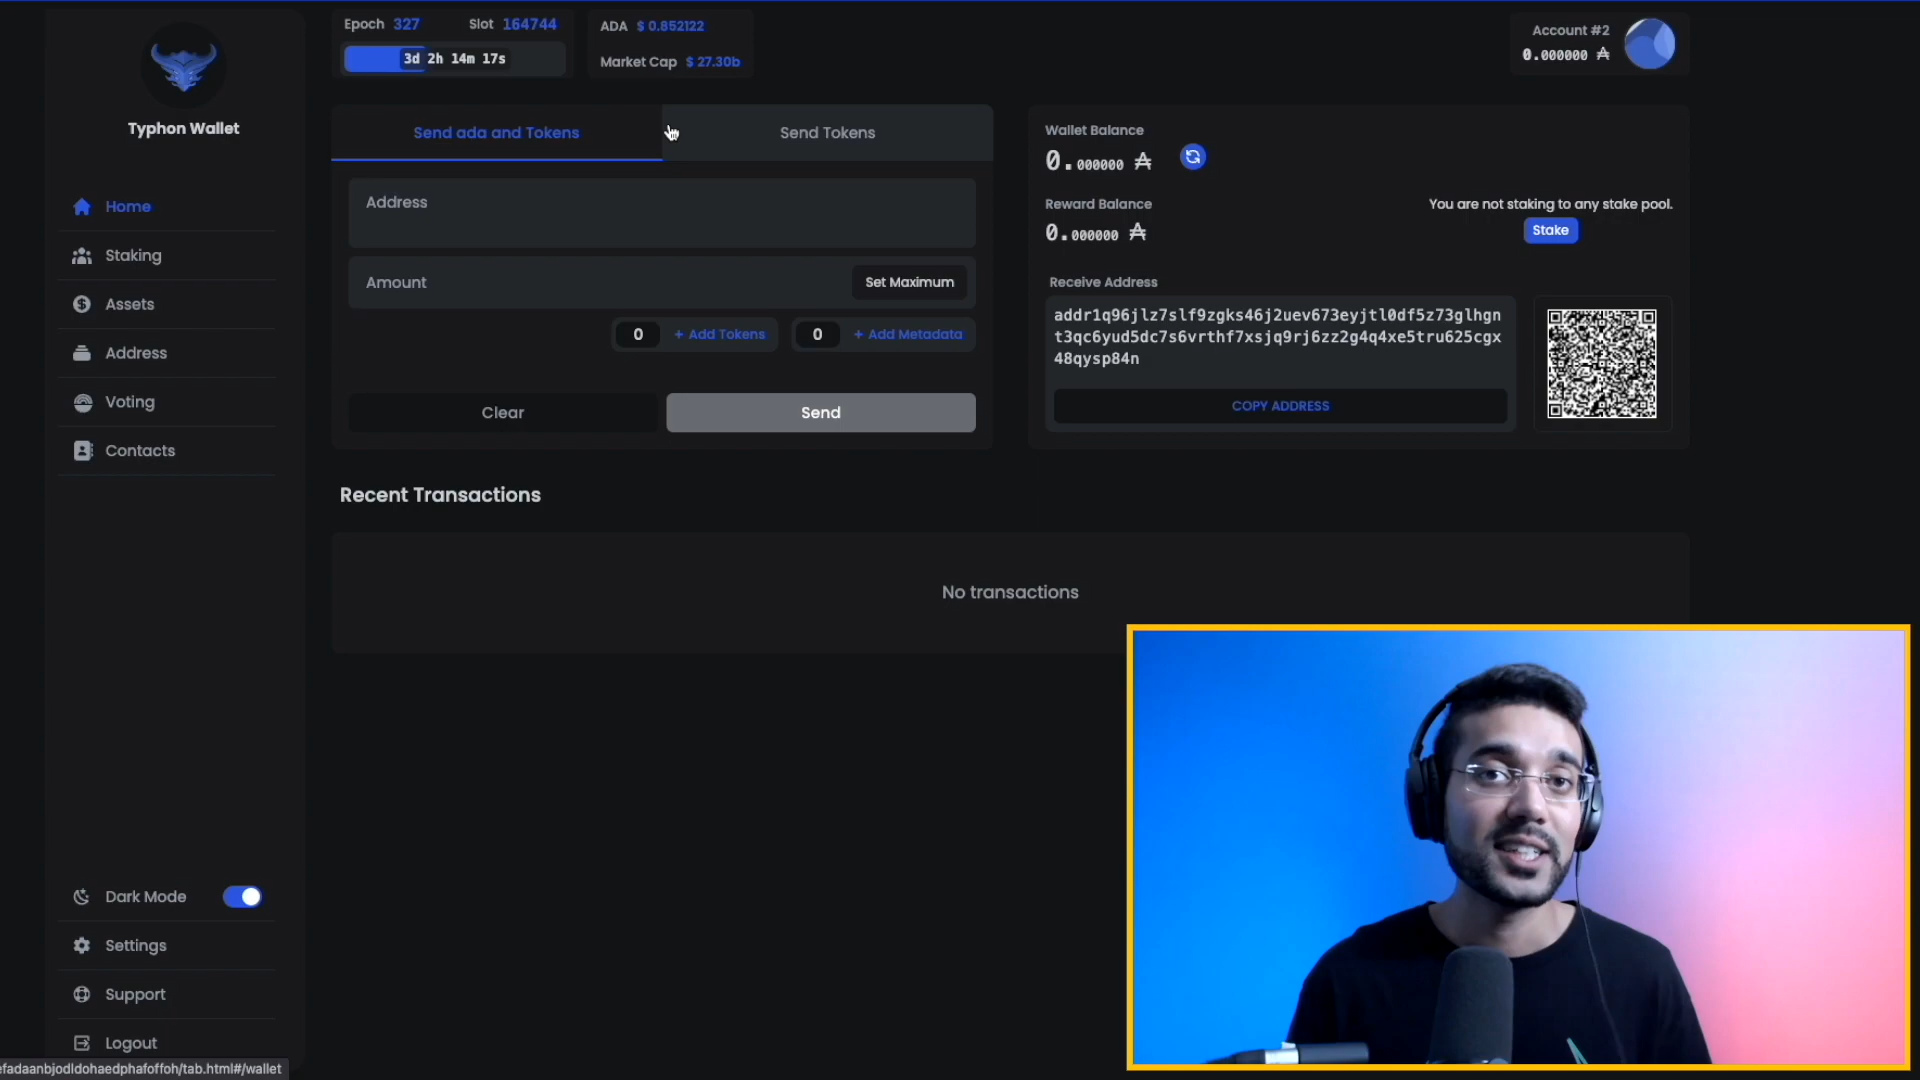 Typhon Wallet
Home
Staking
Assets
Address
Voting
Contacts
Dark Mode
Settings
Support
Logout
efadaanbjodldohaedphafoffoh/tab.html#/wallet
Epoch 327 Slot 164744
3d 2h 14m 17s
ADA $ 0.852122
Market Cap $ 27.30b
Account #2
0.000000 ₳
Send ada and Tokens
Send Tokens
Address
Amount
Set Maximum
0 + Add Tokens
0 + Add Metadata
Clear
Send
Wallet Balance
0.000000 ₳
Reward Balance
0.000000 ₳
You are not staking to any stake pool.
Stake
Receive Address
addr1q96jlz7slf9zgks46j2uev673eyjtl0df5z73glhgn
t3qc6yud5dc7s6vrthf7xsjq9rj6zz2g4q4xe5tru625cgx
48qysp84n
COPY ADDRESS
Recent Transactions
No transactions